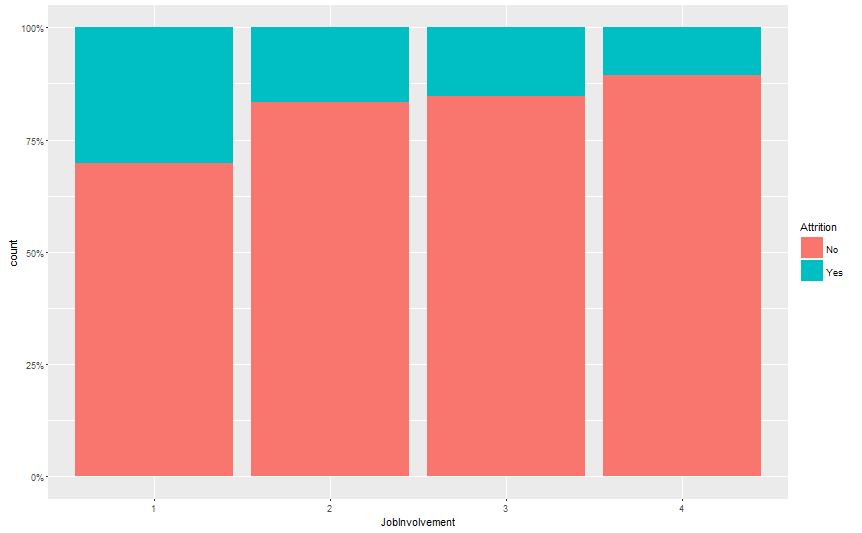 100%
75%
50%
25%
0%
count
1 2 3 4
JobInvolvement
Attrition
No
Yes